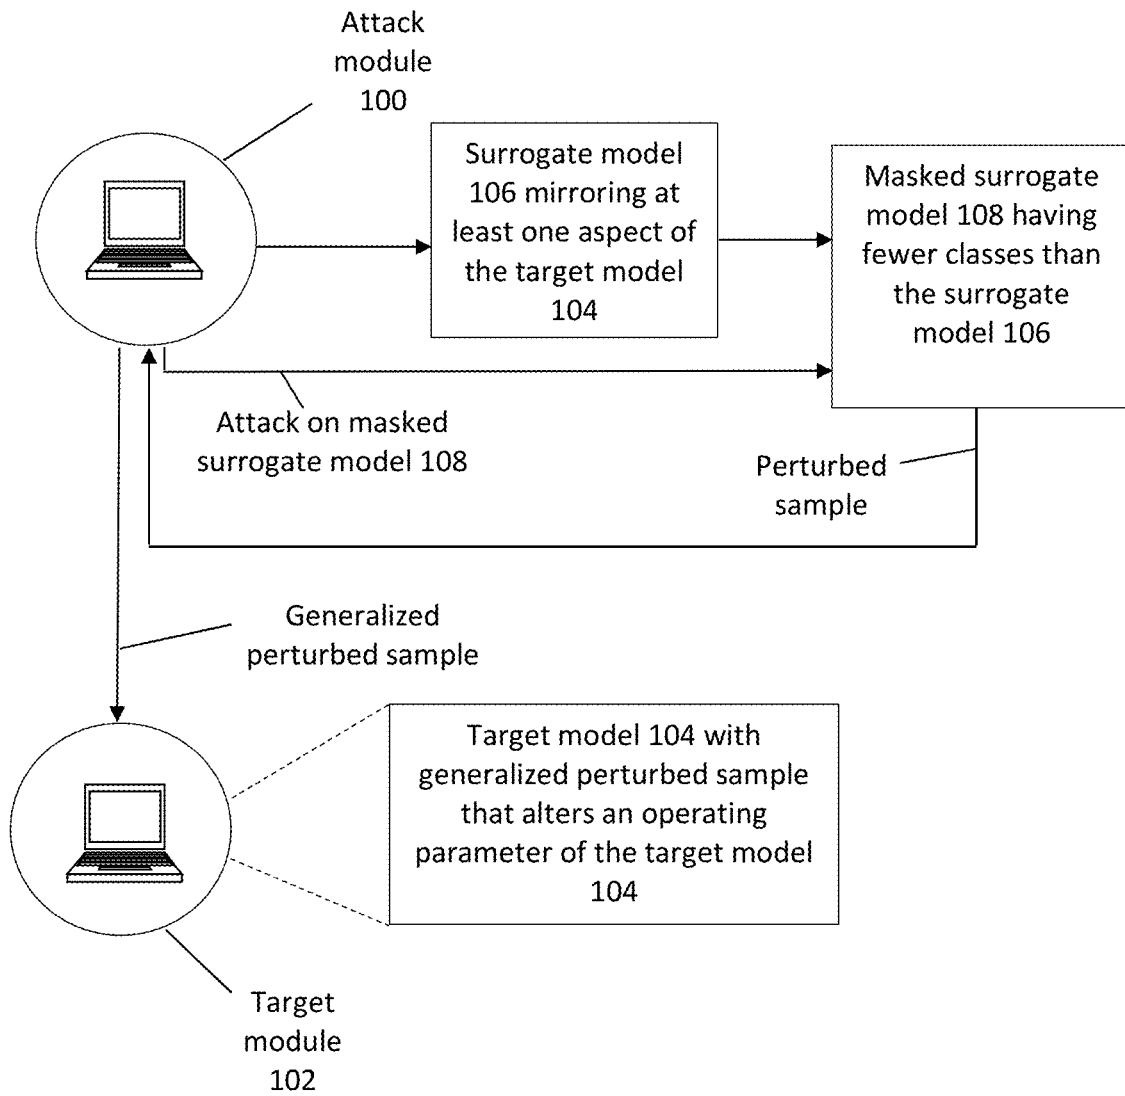 Attack
module
100
Surrogate model
106 mirroring at
least one aspect of
the target model
104
Masked surrogate
model 108 having
fewer classes than
the surrogate
model 106
Attack on masked
surrogate model 108
Perturbed
sample
Generalized
perturbed sample
Target model 104 with
generalized perturbed sample
that alters an operating
parameter of the target model
104
Target
module
102